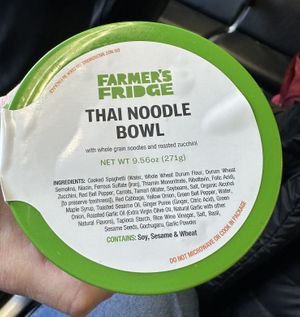 FARMER'S
FRIDGE
THAI NOODLE
BOWL
with whole grain noodles and roasted zucchini
NET WT 9.56oz (271g)
INGREDIENTS: Cooked Spaghetti (Water, Whole Wheat Durum Flour, Durum Wheat
Semolina, Niacin, Ferrous Sulfate (Iron), Thiamin Mononitrate, Riboflavin, Folic Acid),
Zucchini, Red Bell Pepper, Carrots, Tamari (Water, Soybeans, Salt, Organic Alcohol
[to preserve freshness]), Red Cabbage, Yellow Onion, Green Bell Pepper, Water,
Maple Syrup, Toasted Sesame Oil, Ginger Puree (Ginger, Citric Acid), Green
Onion, Roasted Garlic Oil (Extra Virgin Olive Oil, Natural Garlic with other
Natural Flavors), Tapioca Starch, Rice Wine Vinegar, Salt, Basil,
Sesame Seeds, Gochugaru, Garlic Powder
CONTAINS: Soy, Sesame & Wheat
DO NOT MICROWAVE OR COOK IN PACKAGE